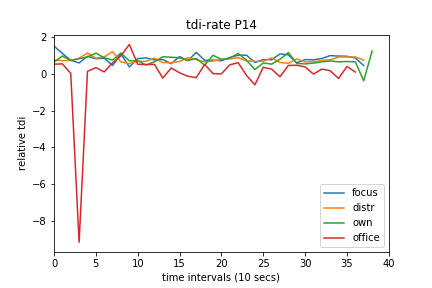 tdi-rate P14
2
0
−2
−4
−6
−8
relative tdi
0 5 10 15 20 25 30 35 40
time intervals (10 secs)
focus
distr
own
office